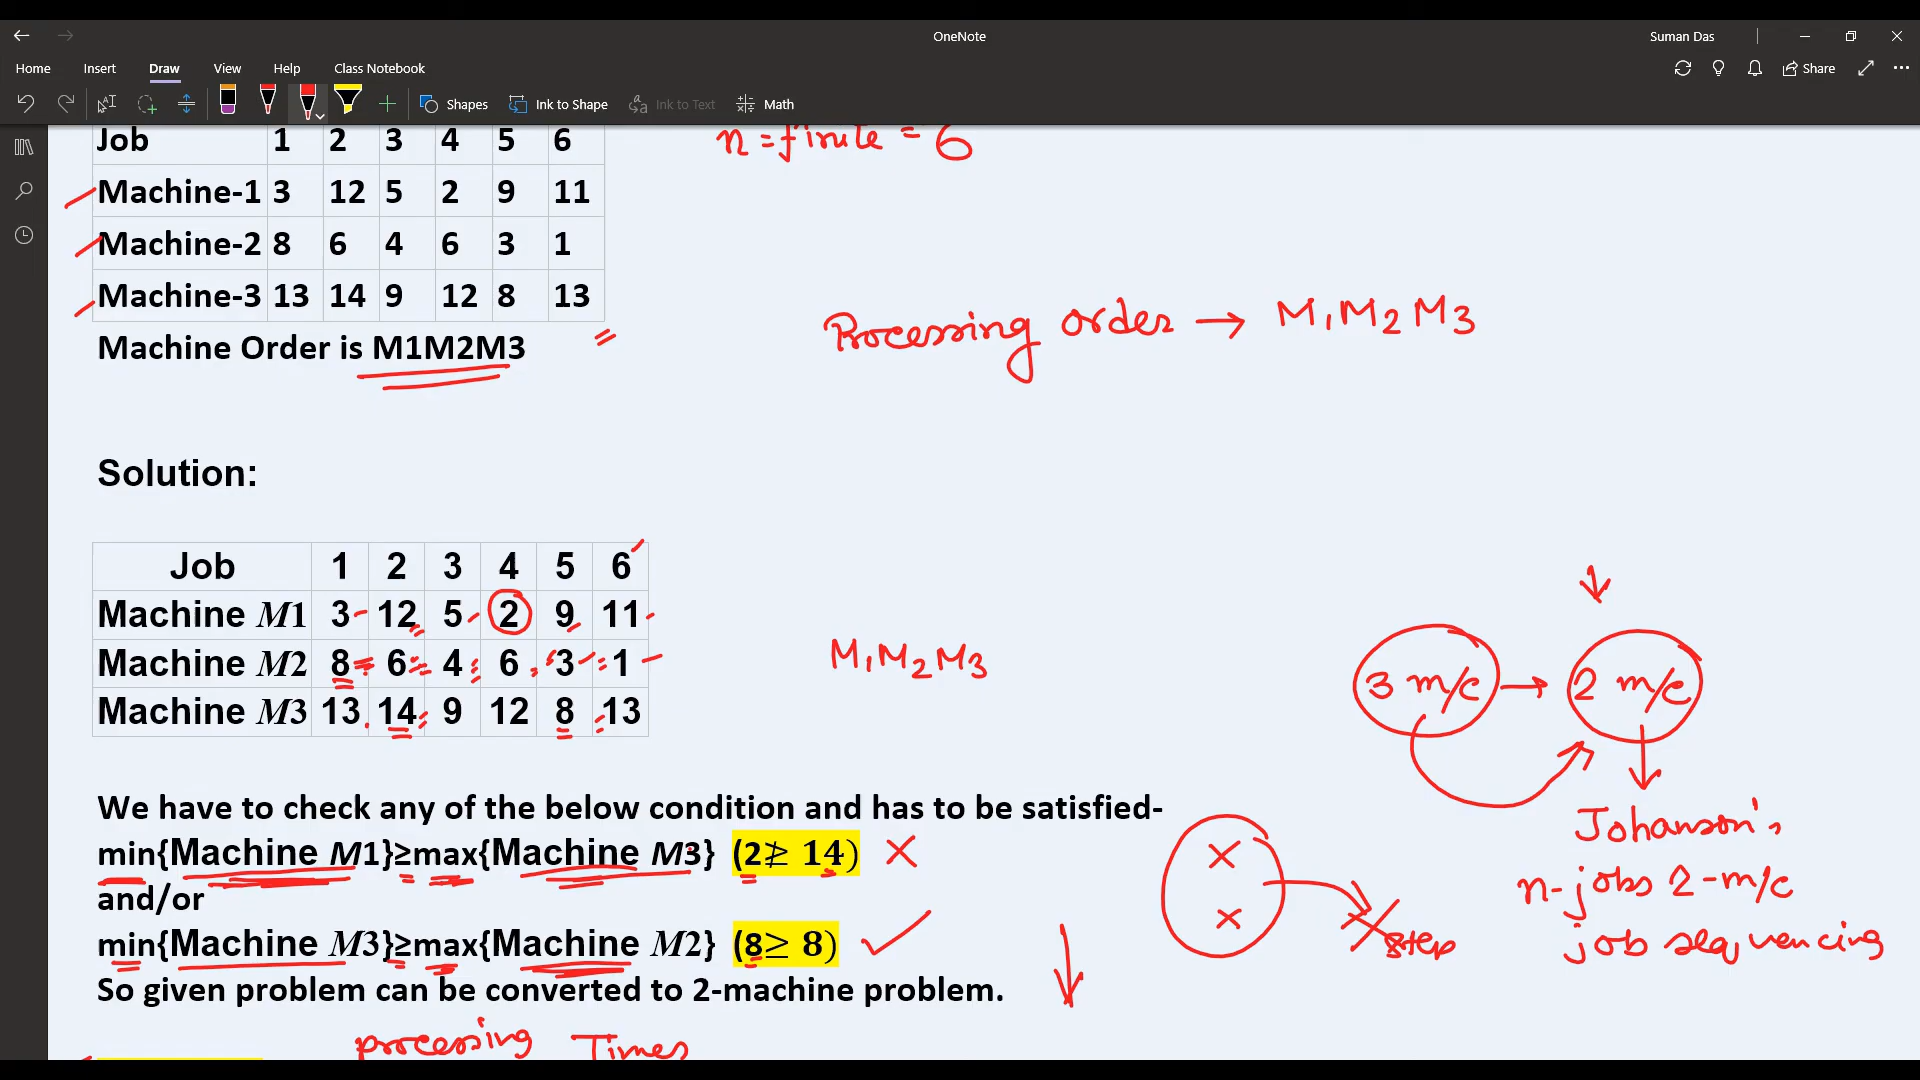 OneNote
Suman Das
Home Insert Draw View Help Class Notebook
Share
Shapes Ink to Shape Ink to Text Math
Job 1 2 3 4 5 6
Machine-1 3 12 5 2 9 11
Machine-2 8 6 4 6 3 1
Machine-3 13 14 9 12 8 13
Machine Order is M1M2M3
n = finite = 6
Processing order → M1M2M3
Solution:
Job 1 2 3 4 5 6
Machine M1 3 12 5 2 9 11
Machine M2 8 6 4 6 3 1
Machine M3 13 14 9 12 8 13
M1M2M3
3 m/c → 2 m/c
Johanson's
n-jobs 2-m/c
job sequencing
We have to check any of the below condition and has to be satisfied-
min{Machine M1}≥max{Machine M3} (2≱ 14) ×
and/or
min{Machine M3}≥max{Machine M2} (8≥ 8) ✓
× ×
step
So given problem can be converted to 2-machine problem.
processing Times